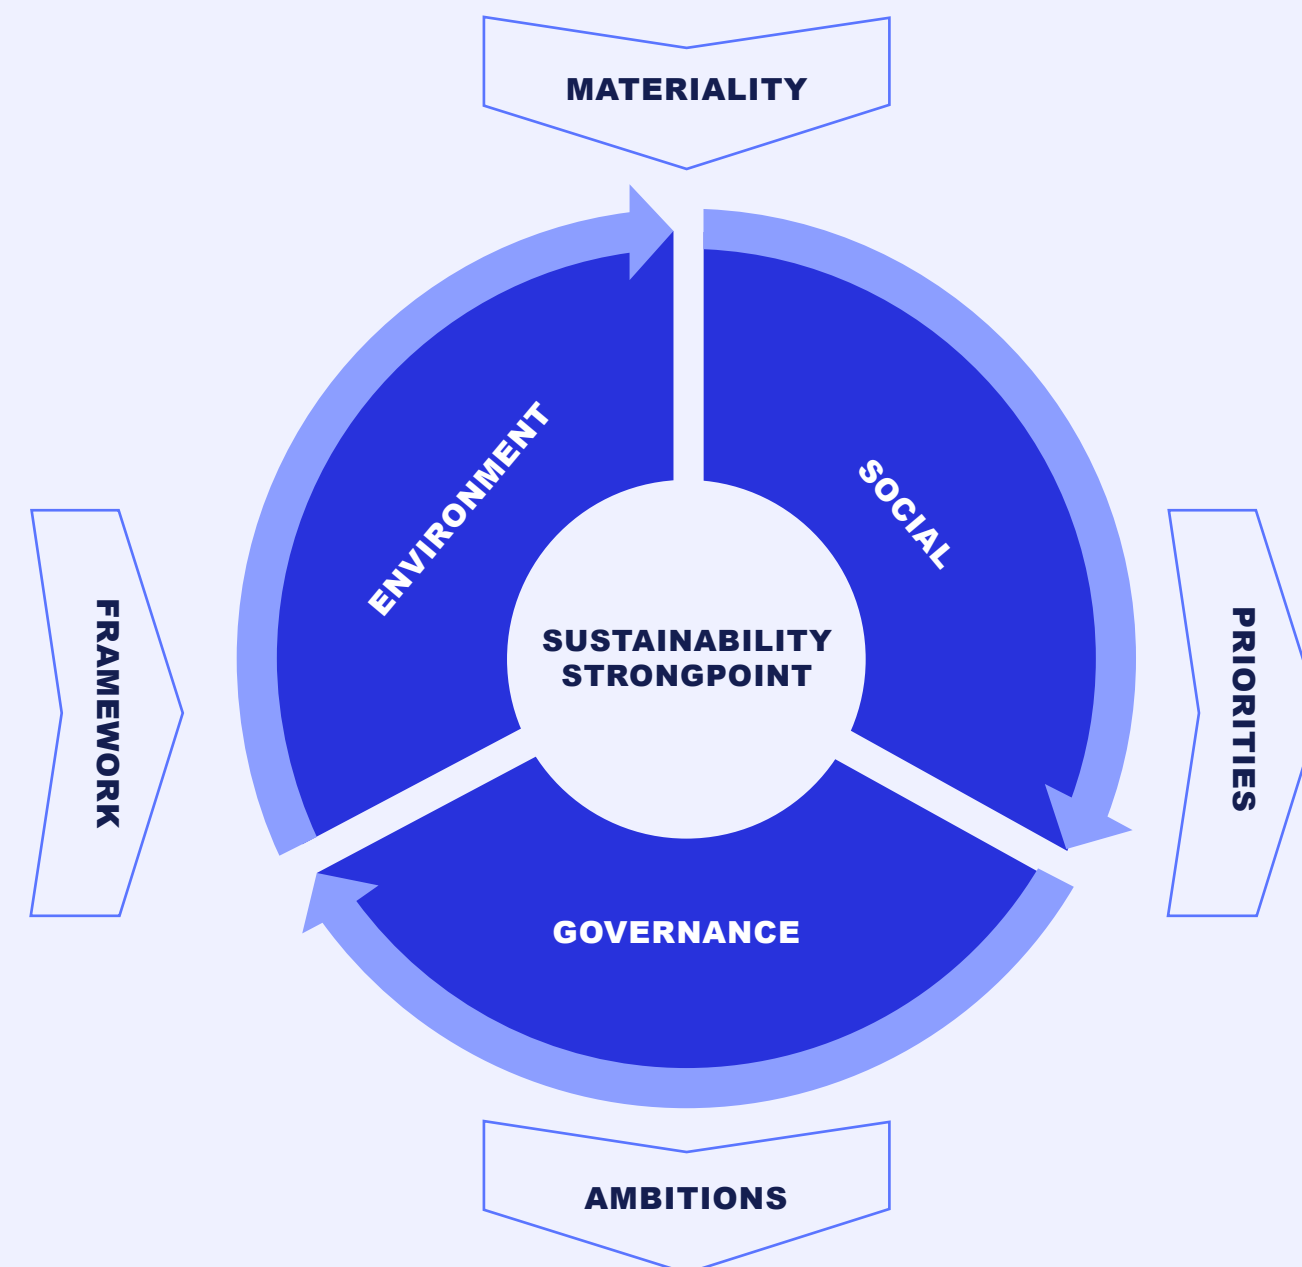 MATERIALITY
ENVIRONMENT
SOCIAL
FRAMEWORK
SUSTAINABILITY
STRONGPOINT
PRIORITIES
GOVERNANCE
AMBITIONS